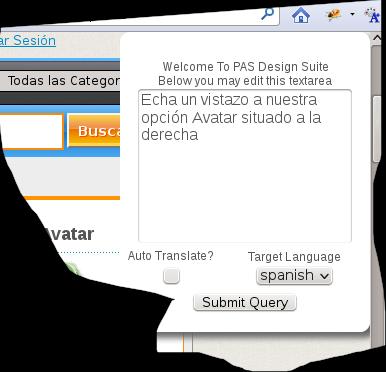 ar Sesión
Todas las Categor
Busca
Avatar
Welcome To PAS Design Suite
Below you may edit this textarea
Echa un vistazo a nuestra
opción Avatar situado a la
derecha
Auto Translate?
Target Language
spanish
Submit Query